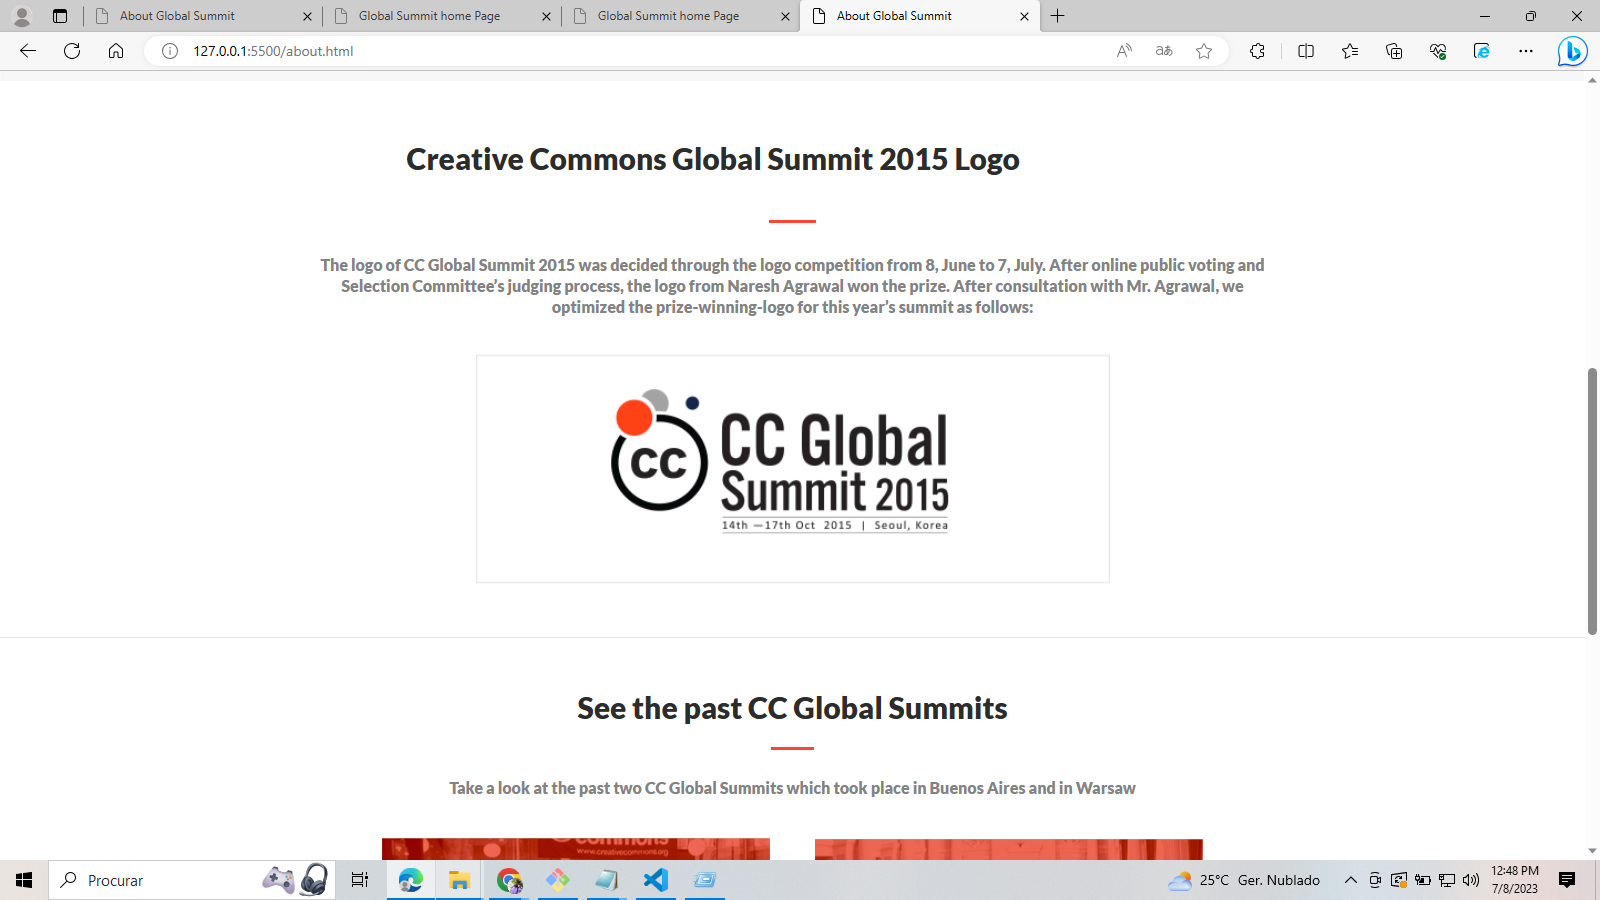 About Global Summit
Global Summit home Page
Global Summit home Page
About Global Summit
127.0.0.1:5500/about.html
Creative Commons Global Summit 2015 Logo
The logo of CC Global Summit 2015 was decided through the logo competition from 8, June to 7, July. After online public voting and
Selection Committee’s judging process, the logo from Naresh Agrawal won the prize. After consultation with Mr. Agrawal, we
optimized the prize-winning-logo for this year’s summit as follows:
cc
CC Global
Summit 2015
14th —17th Oct 2015 | Seoul, Korea
See the past CC Global Summits
Take a look at the past two CC Global Summits which took place in Buenos Aires and in Warsaw
commons
www.creativecommons.org
Procurar
25°C Ger. Nublado
12:48 PM
7/8/2023